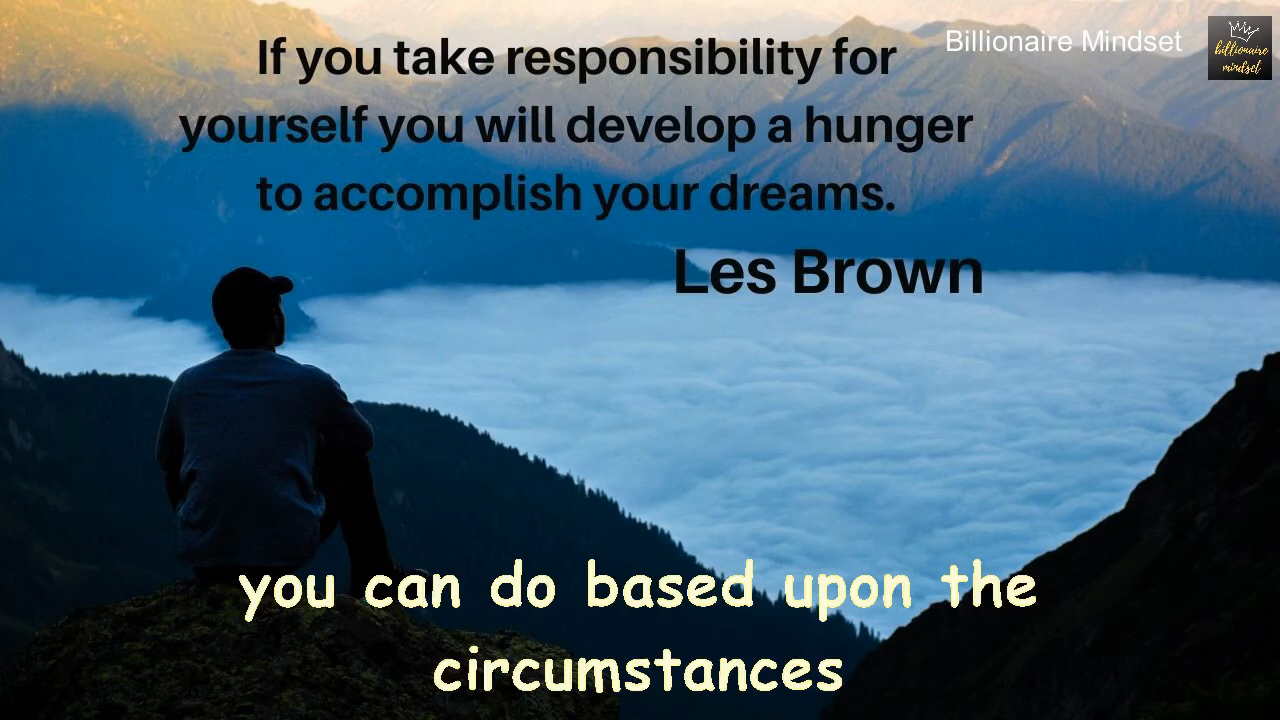 If you take responsibility for
yourself you will develop a hunger
to accomplish your dreams.
Les Brown
Billionaire Mindset
billionaire
mindset
you can do based upon the
circumstances